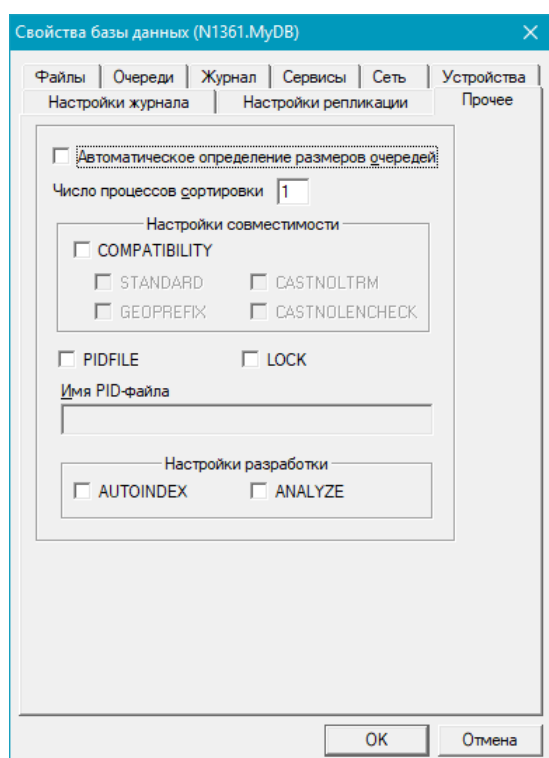 Свойства базы данных (N1361.MyDB)
Файлы Очереди Журнал Сервисы Сеть Устройства
Настройки журнала Настройки репликации Прочее
Автоматическое определение размеров очередей
Число процессов сортировки 1
Настройки совместимости
COMPATIBILITY
STANDARD CASTNOLTRM
GEOPREFIX CASTNOLENCHECK
PIDFILE LOCK
Имя PID-файла
Настройки разработки
AUTOINDEX ANALYZE
OK Отмена